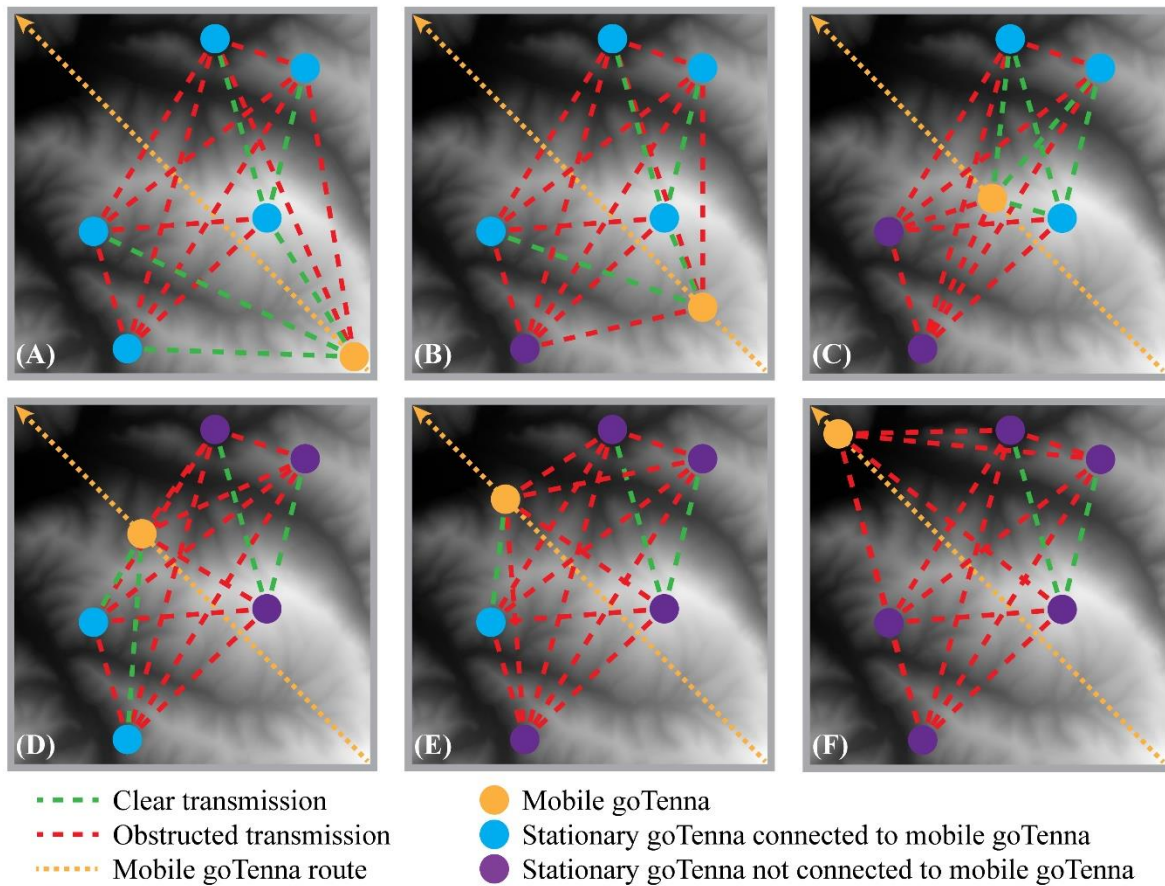 (A)
(B)
(C)
(D)
(E)
(F)
Clear transmission
Obstructed transmission
Mobile goTenna route
Mobile goTenna
Stationary goTenna connected to mobile goTenna
Stationary goTenna not connected to mobile goTenna